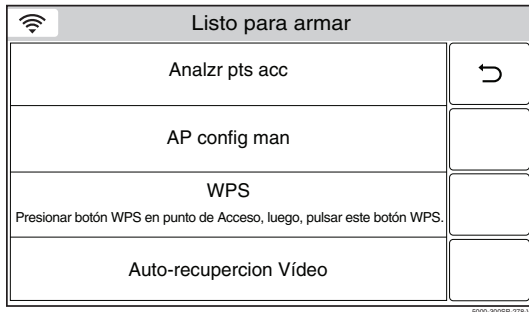 Listo para armar
Analzr pts acc
AP config man
WPS
Presionar botón WPS en punto de Acceso, luego, pulsar este botón WPS.
Auto-recupercion Vídeo